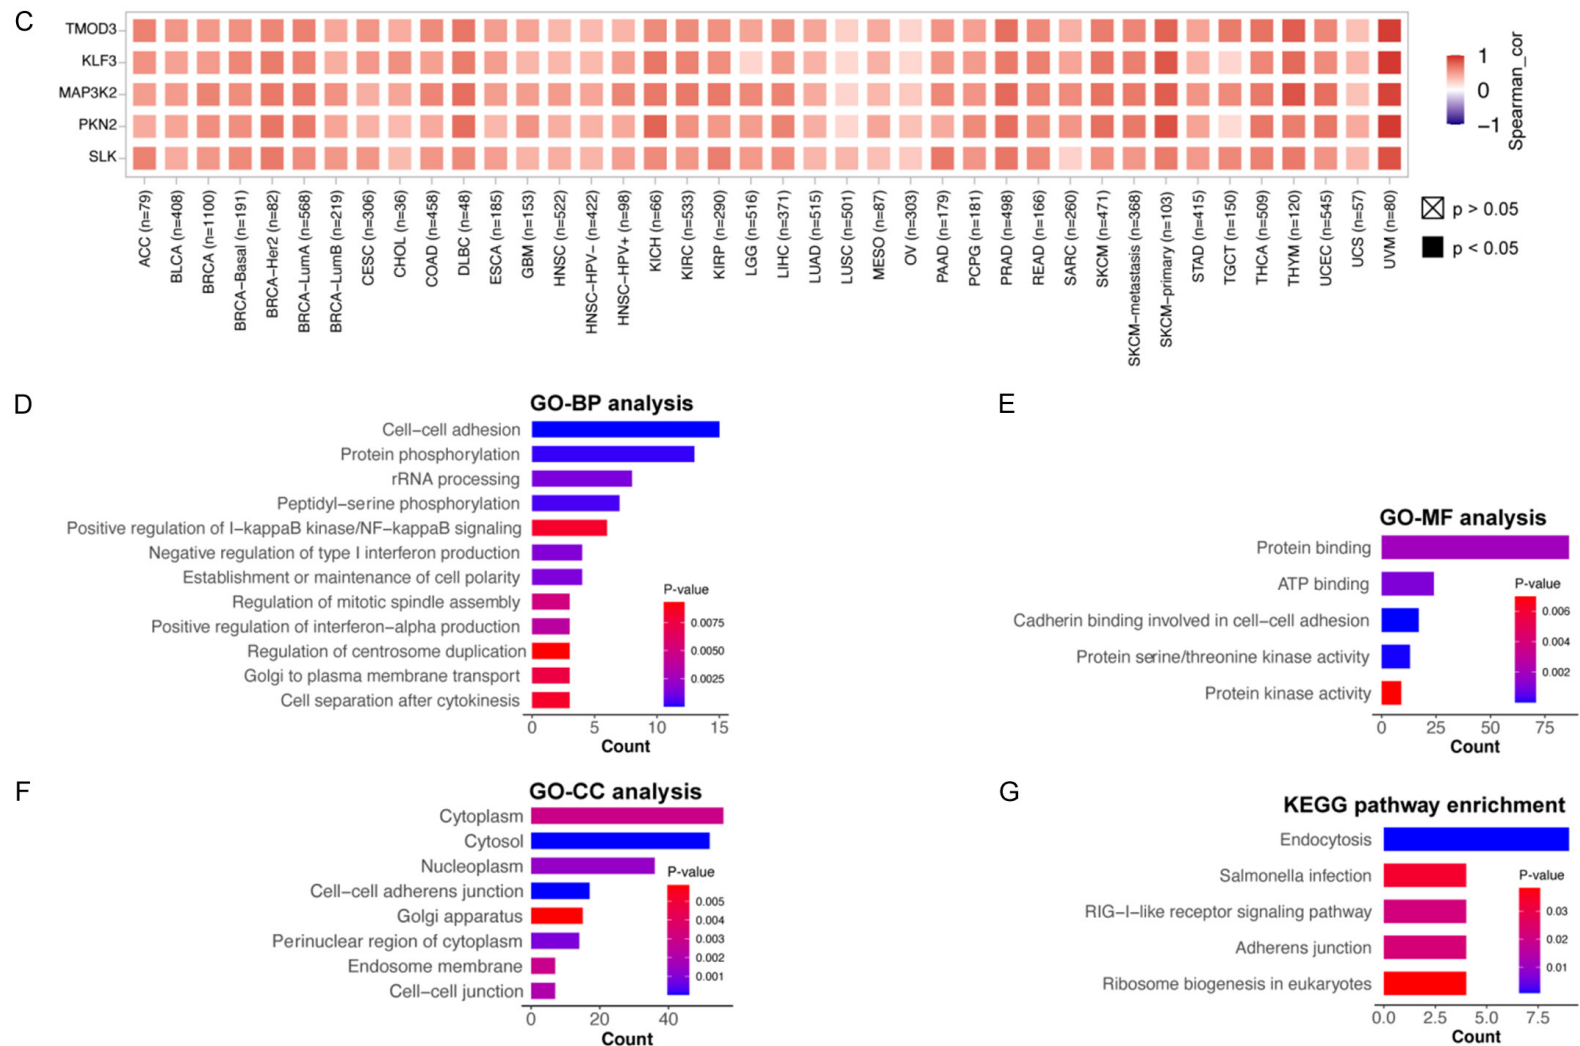 C
TMOD3
KLF3
MAP3K2
PKN2
SLK
ACC (n=79)
BLCA (n=408)
BRCA (n=1100)
BRCA-Basal (n=191)
BRCA-Her2 (n=82)
BRCA-LumA (n=568)
BRCA-LumB (n=219)
CESC (n=306)
CHOL (n=36)
COAD (n=458)
DLBC (n=48)
ESCA (n=185)
GBM (n=153)
HNSC (n=522)
HNSC-HPV- (n=422)
HNSC-HPV+ (n=98)
KICH (n=66)
KIRC (n=533)
KIRP (n=290)
LGG (n=516)
LIHC (n=371)
LUAD (n=515)
LUSC (n=501)
MESO (n=87)
OV (n=303)
PAAD (n=179)
PCPG (n=181)
PRAD (n=498)
READ (n=166)
SARC (n=260)
SKCM (n=471)
SKCM-metastasis (n=368)
SKCM-primary (n=103)
STAD (n=415)
TGCT (n=150)
THCA (n=509)
THYM (n=120)
UCEC (n=545)
UCS (n=57)
UVM (n=80)
1
0
-1
Spearman_cor
p > 0.05
p < 0.05
D
GO-BP analysis
Cell-cell adhesion
Protein phosphorylation
rRNA processing
Peptidyl-serine phosphorylation
Positive regulation of I-kappaB kinase/NF-kappaB signaling
Negative regulation of type I interferon production
Establishment or maintenance of cell polarity
Regulation of mitotic spindle assembly
Positive regulation of interferon-alpha production
Regulation of centrosome duplication
Golgi to plasma membrane transport
Cell separation after cytokinesis
P-value
0.0075
0.0050
0.0025
0 5 10 15
Count
E
GO-MF analysis
Protein binding
ATP binding
Cadherin binding involved in cell-cell adhesion
Protein serine/threonine kinase activity
Protein kinase activity
P-value
0.006
0.004
0.002
0 25 50 75
Count
F
GO-CC analysis
Cytoplasm
Cytosol
Nucleoplasm
Cell-cell adherens junction
Golgi apparatus
Perinuclear region of cytoplasm
Endosome membrane
Cell-cell junction
P-value
0.005
0.004
0.003
0.002
0.001
0 20 40
Count
G
KEGG pathway enrichment
Endocytosis
Salmonella infection
RIG-I-like receptor signaling pathway
Adherens junction
Ribosome biogenesis in eukaryotes
P-value
0.03
0.02
0.01
0.0 2.5 5.0 7.5
Count